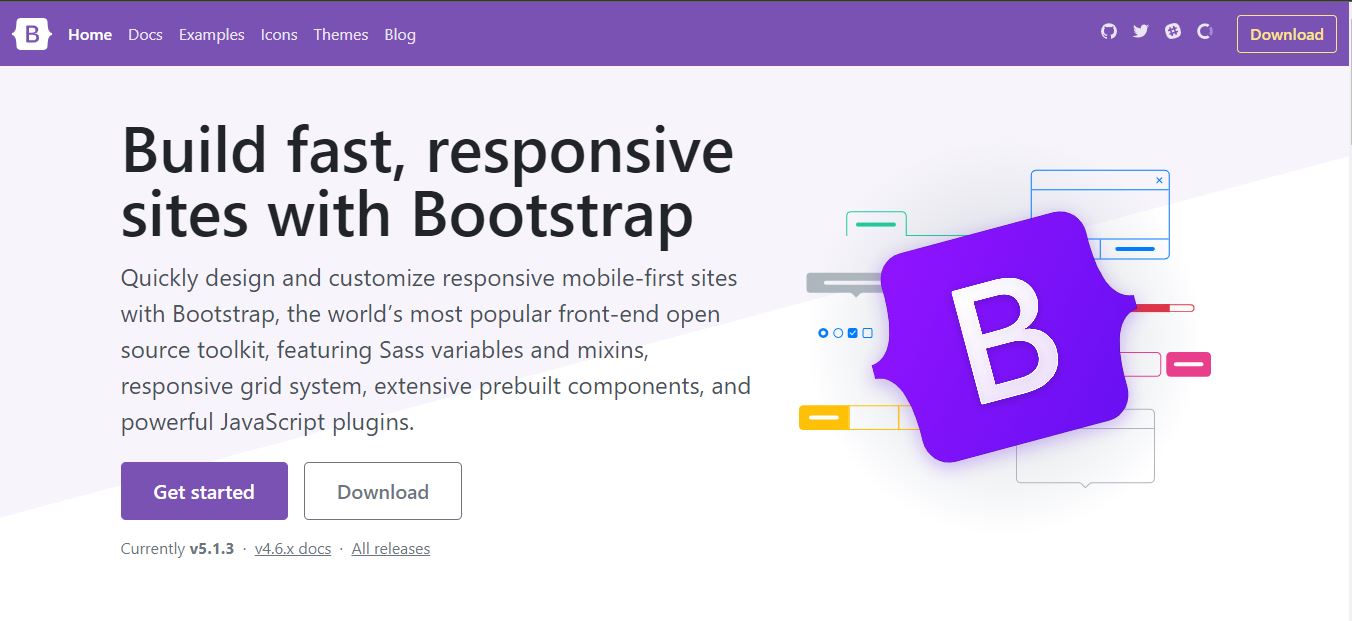 B Home Docs Examples Icons Themes Blog Download
Build fast, responsive
sites with Bootstrap
Quickly design and customize responsive mobile-first sites
with Bootstrap, the world’s most popular front-end open
source toolkit, featuring Sass variables and mixins,
responsive grid system, extensive prebuilt components, and
powerful JavaScript plugins.
Get started Download
Currently v5.1.3 · v4.6.x docs · All releases
B